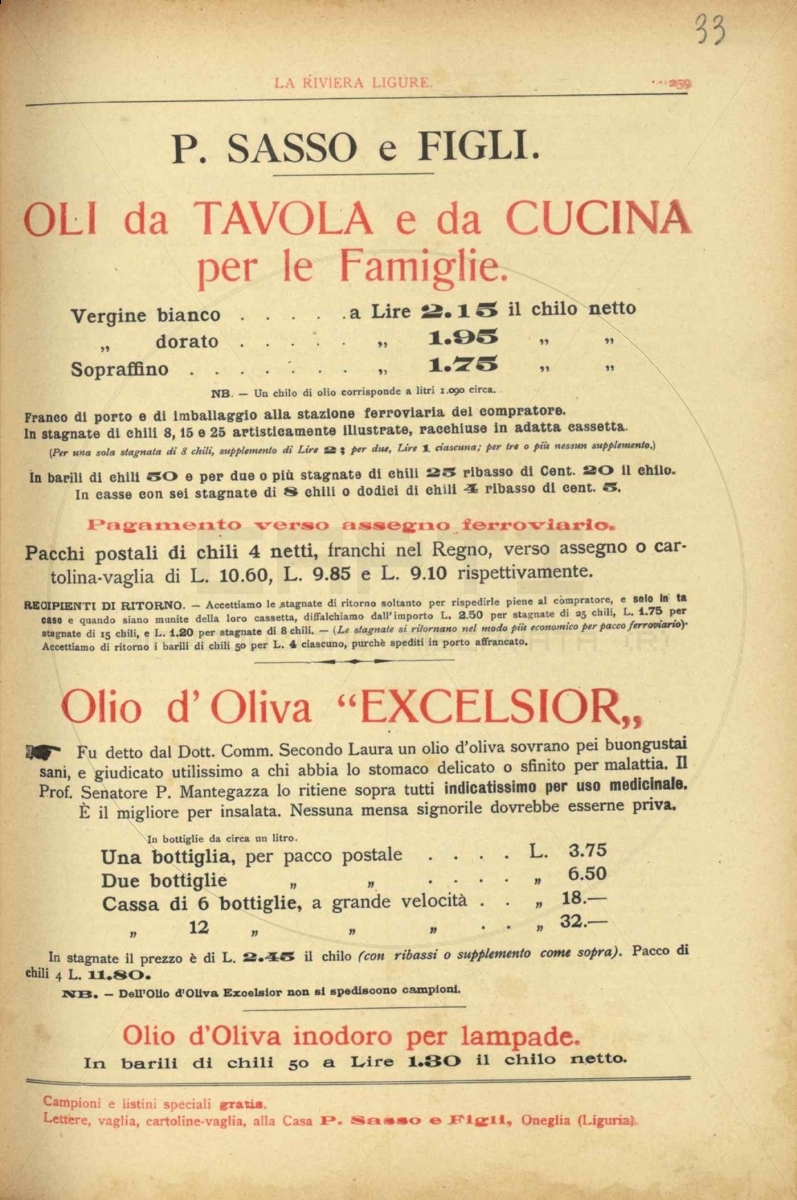 33
LA RIVIERA LIGURE.
259
P. SASSO e FIGLI.
OLI da TAVOLA e da CUCINA
per le Famiglie.
Vergine bianco . . . . . a Lire 2.15 il chilo netto
„ dorato . . . . . „ 1.95 „ „
Sopraffino . . . . . . . „ 1.75 „ „
NB. — Un chilo di olio corrisponde a litri 1.090 circa.
Franco di porto e di imballaggio alla stazione ferroviaria del compratore.
In stagnate di chili 8, 15 e 25 artisticamente illustrate, racchiuse in adatta cassetta.
(Per una sola stagnata di 8 chili, supplemento di Lire 2; per due, Lire 1 ciascuna; per tre o più nessun supplemento.)
In barili di chili 50 e per due o più stagnate di chili 25 ribasso di Cent. 20 il chilo.
In casse con sei stagnate di 8 chili o dodici di chili 4 ribasso di cent. 5.
Pagamento verso assegno ferroviario.
Pacchi postali di chili 4 netti, franchi nel Regno, verso assegno o car-
tolina-vaglia di L. 10.60, L. 9.85 e L. 9.10 rispettivamente.
RECIPIENTI DI RITORNO. — Accettiamo le stagnate di ritorno soltanto per rispedirle piene al compratore, e solo in ta
caso e quando siano munite della loro cassetta, diffalchiamo dall'importo L. 2.50 per stagnate di 25 chili, L. 1.75 per
stagnate di 15 chili, e L. 1.20 per stagnate di 8 chili. — (Le stagnate si ritornano nel modo più economico per pacco ferroviario).
Accettiamo di ritorno i barili di chili 50 per L. 4 ciascuno, purchè spediti in porto affrancato.
Olio d'Oliva “EXCELSIOR„
Fu detto dal Dott. Comm. Secondo Laura un olio d'oliva sovrano pei buongustai
sani, e giudicato utilissimo a chi abbia lo stomaco delicato o sfinito per malattia. Il
Prof. Senatore P. Mantegazza lo ritiene sopra tutti indicatissimo per uso medicinale.
È il migliore per insalata. Nessuna mensa signorile dovrebbe esserne priva.
In bottiglie da circa un litro.
Una bottiglia, per pacco postale . . . . L. 3.75
Due bottiglie „ „ . . . . „ 6.50
Cassa di 6 bottiglie, a grande velocità . . „ 18.—
„ 12 „ „ „ . . „ 32.—
In stagnate il prezzo è di L. 2.45 il chilo (con ribassi o supplemento come sopra). Pacco di
chili 4 L. 11.80.
NB. — Dell'Olio d'Oliva Excelsior non si spediscono campioni.
Olio d'Oliva inodoro per lampade.
In barili di chili 50 a Lire 1.30 il chilo netto.
Campioni e listini speciali gratis.
Lettere, vaglia, cartoline-vaglia, alla Casa P. Sasso e Figli, Oneglia (Liguria).